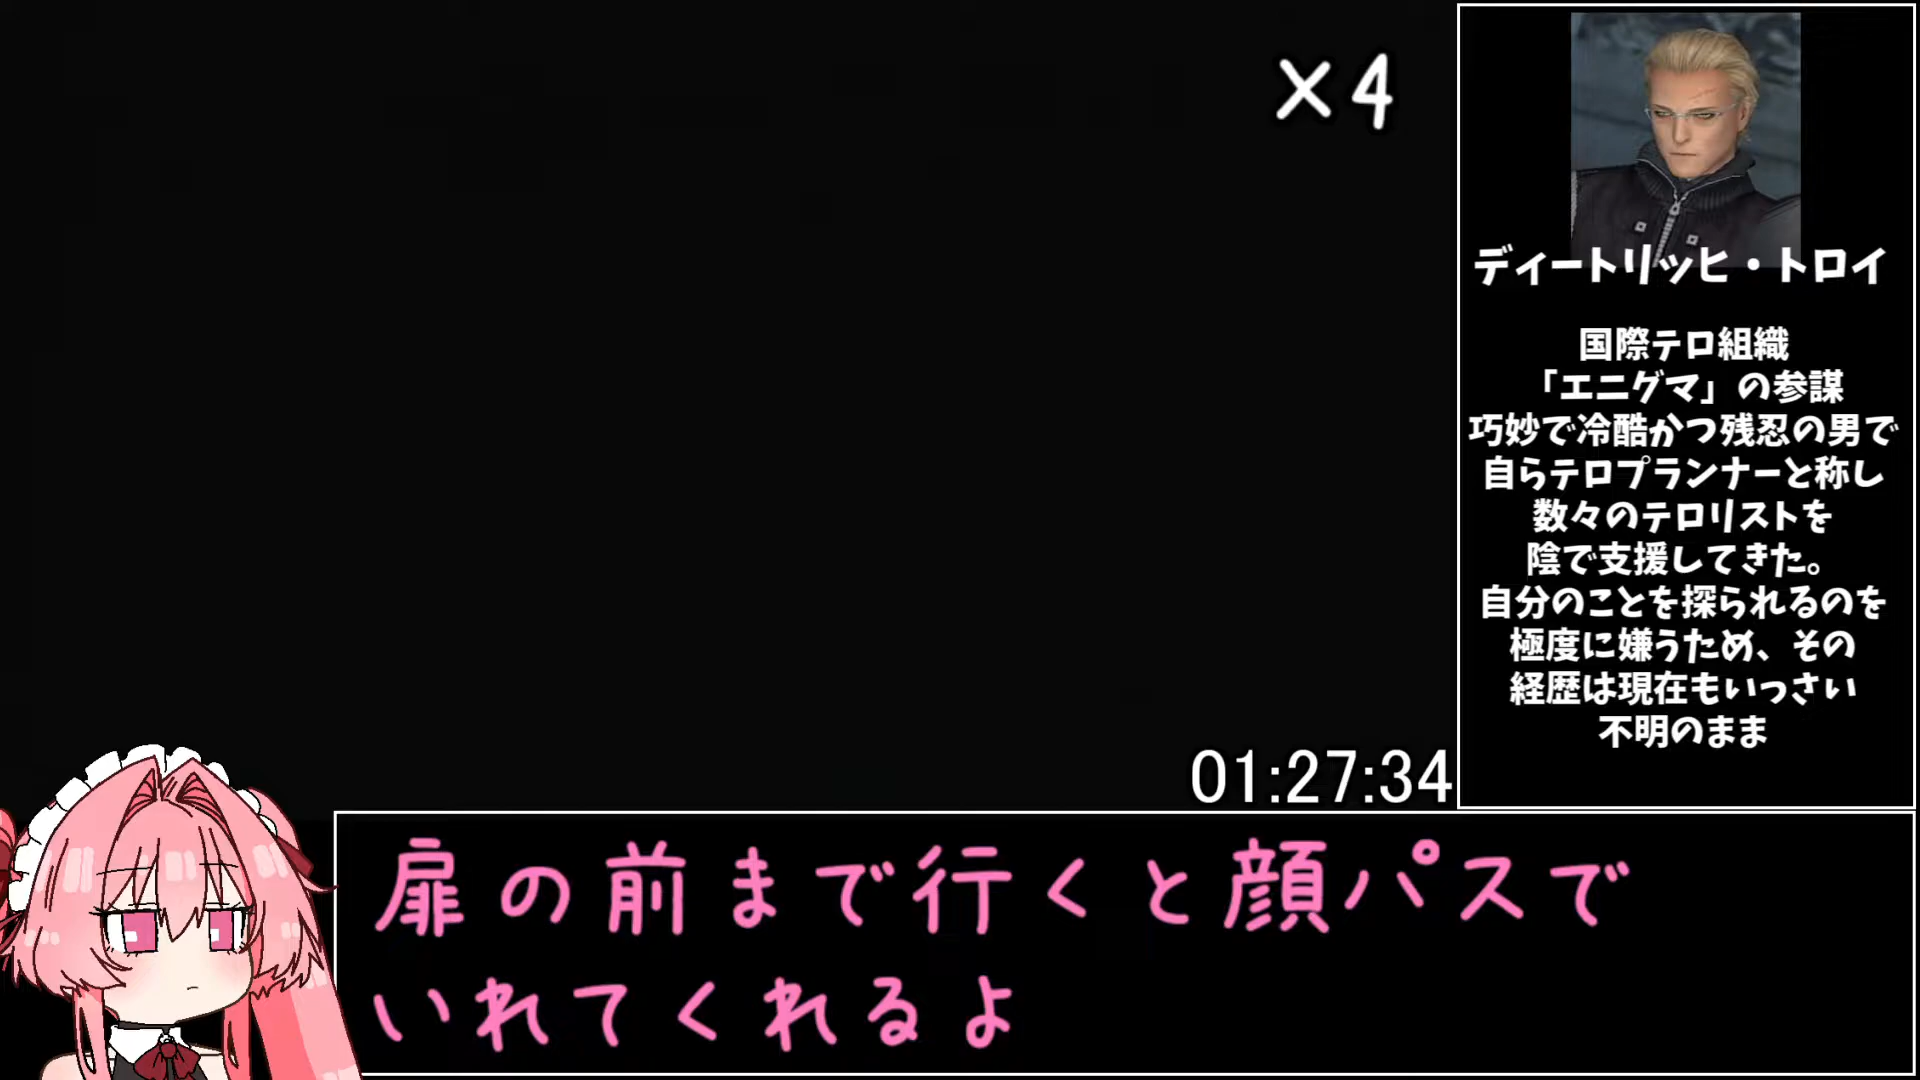 ×4
ディートリッヒ・トロイ
国際テロ組織
「エニグマ」の参謀
巧妙で冷酷かつ残忍の男で
自らテロプランナーと称し
数々のテロリストを
陰で支援してきた。
自分のことを探られるのを
極度に嫌うため、その
経歴は現在もいっさい
不明のまま
01:27:34
扉の前まで行くと顔パスで
いれてくれるよ